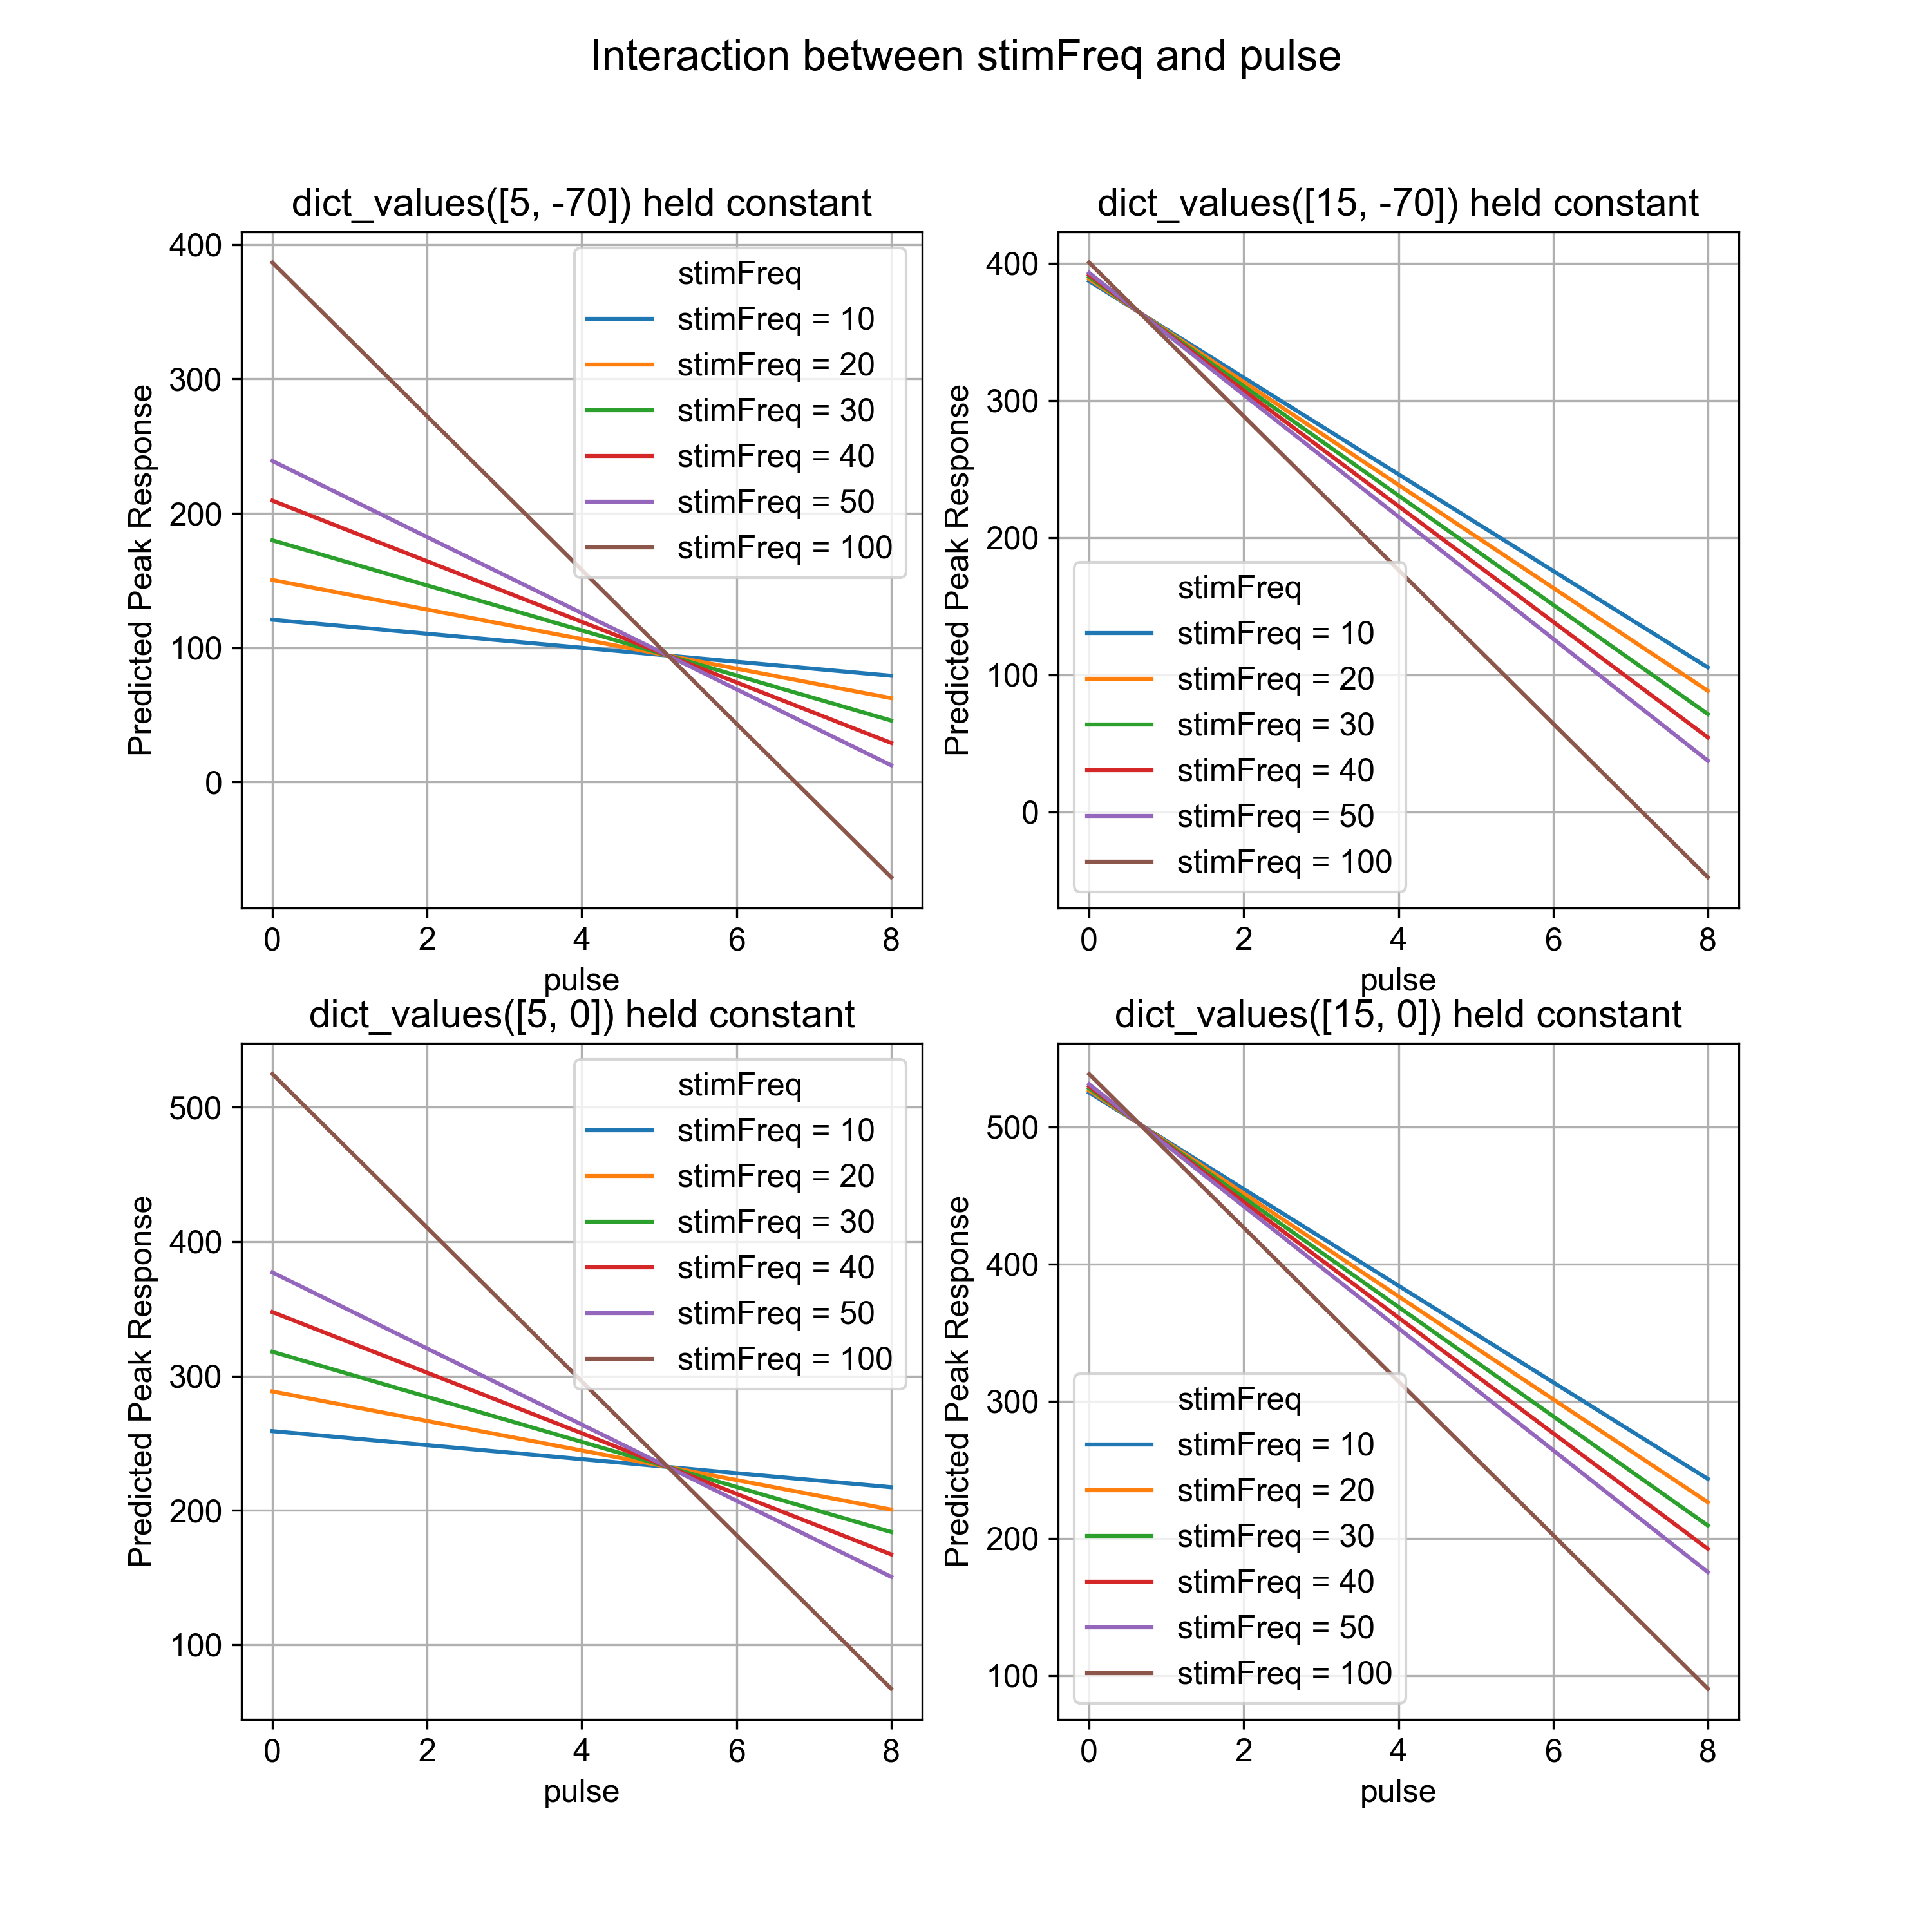 Interaction between stimFreq and pulse
dict_values([5, -70]) held constant
400
300
200
100
0
Predicted Peak Response
0 2 4 6 8
pulse
stimFreq
stimFreq = 10
stimFreq = 20
stimFreq = 30
stimFreq = 40
stimFreq = 50
stimFreq = 100
dict_values([15, -70]) held constant
400
300
200
100
0
Predicted Peak Response
0 2 4 6 8
pulse
stimFreq
stimFreq = 10
stimFreq = 20
stimFreq = 30
stimFreq = 40
stimFreq = 50
stimFreq = 100
dict_values([5, 0]) held constant
500
400
300
200
100
Predicted Peak Response
0 2 4 6 8
pulse
stimFreq
stimFreq = 10
stimFreq = 20
stimFreq = 30
stimFreq = 40
stimFreq = 50
stimFreq = 100
dict_values([15, 0]) held constant
500
400
300
200
100
Predicted Peak Response
0 2 4 6 8
pulse
stimFreq
stimFreq = 10
stimFreq = 20
stimFreq = 30
stimFreq = 40
stimFreq = 50
stimFreq = 100